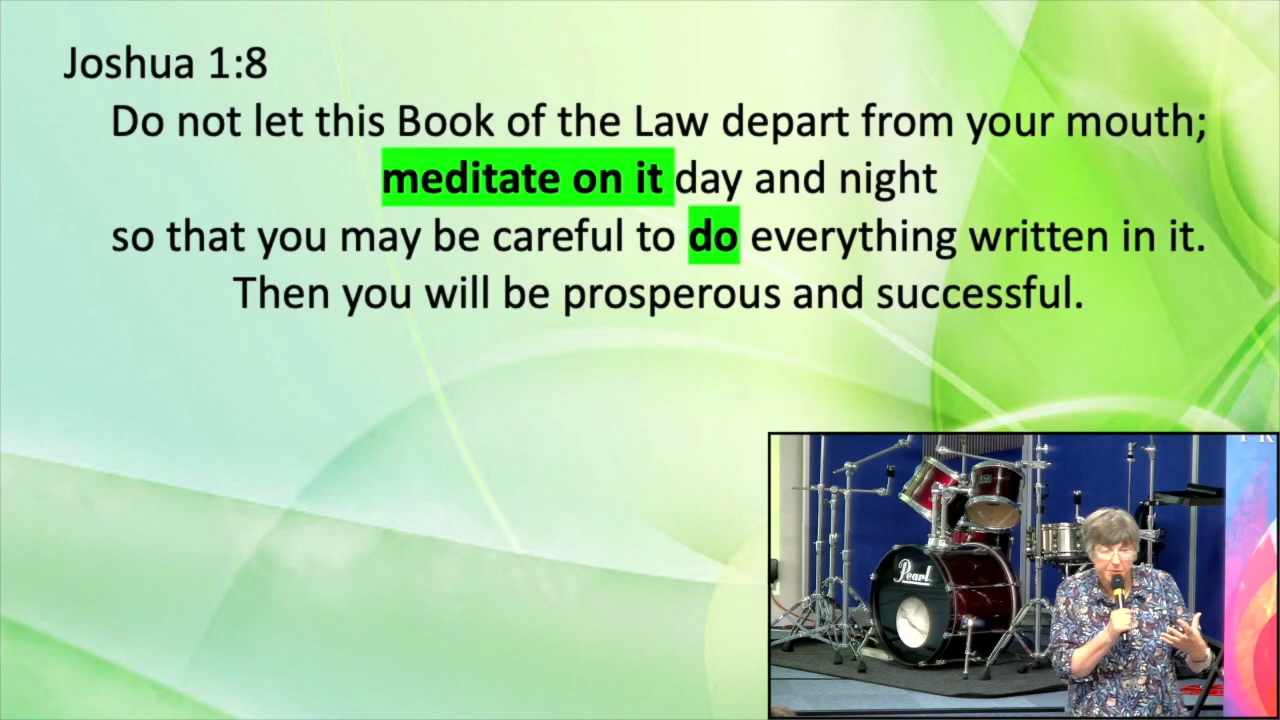 Joshua 1:8
Do not let this Book of the Law depart from your mouth;
meditate on it day and night
so that you may be careful to do everything written in it.
Then you will be prosperous and successful.
Pearl